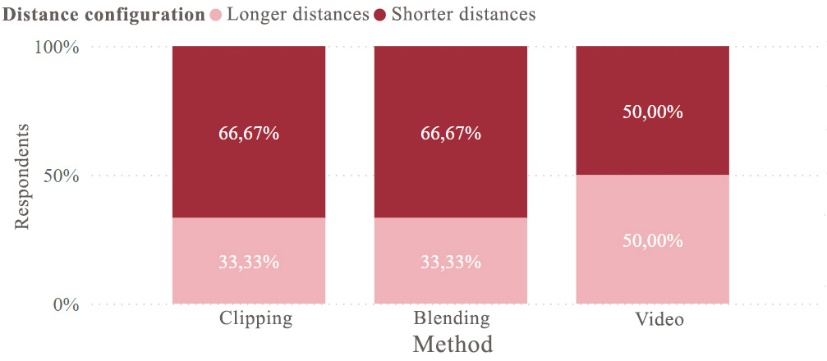 Distance configuration Longer distances Shorter distances
100%
66,67% 66,67% 50,00%
Respondents
50%
33,33% 33,33% 50,00%
0%
Clipping Blending Video
Method